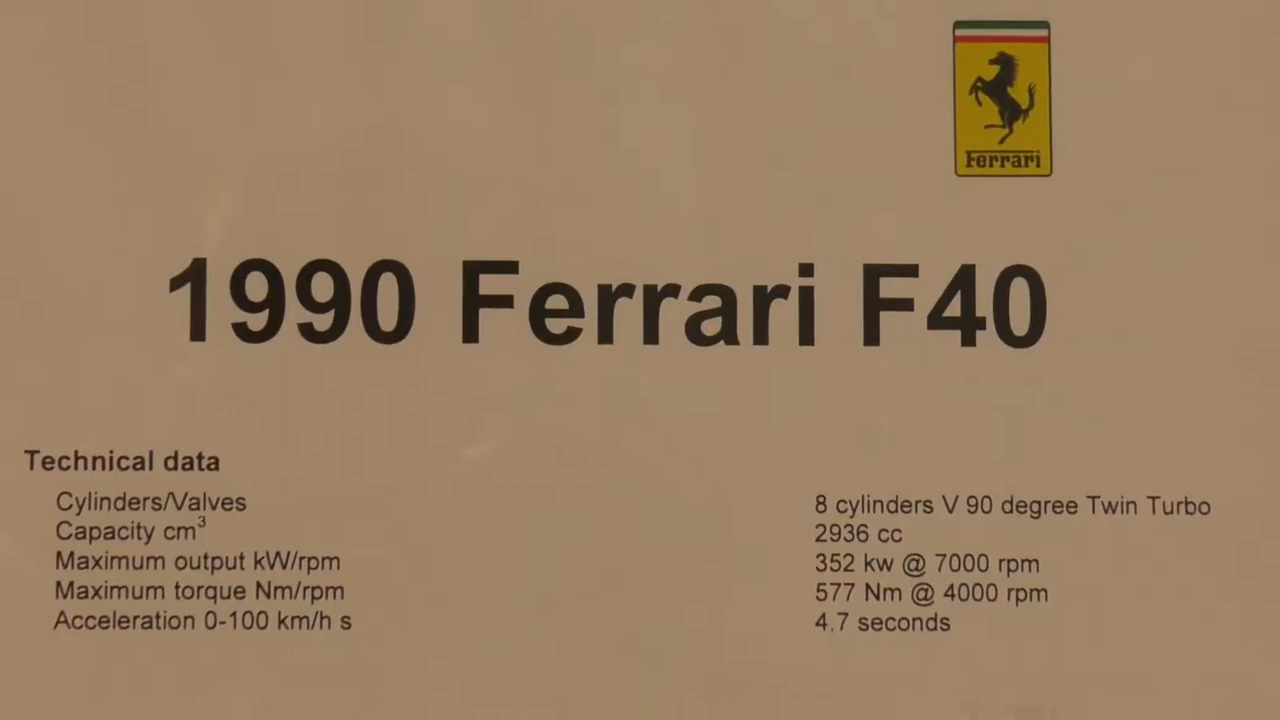 Ferrari
1990 Ferrari F40
Technical data
Cylinders/Valves 8 cylinders V 90 degree Twin Turbo
Capacity cm³ 2936 cc
Maximum output kW/rpm 352 kw @ 7000 rpm
Maximum torque Nm/rpm 577 Nm @ 4000 rpm
Acceleration 0-100 km/h s 4.7 seconds